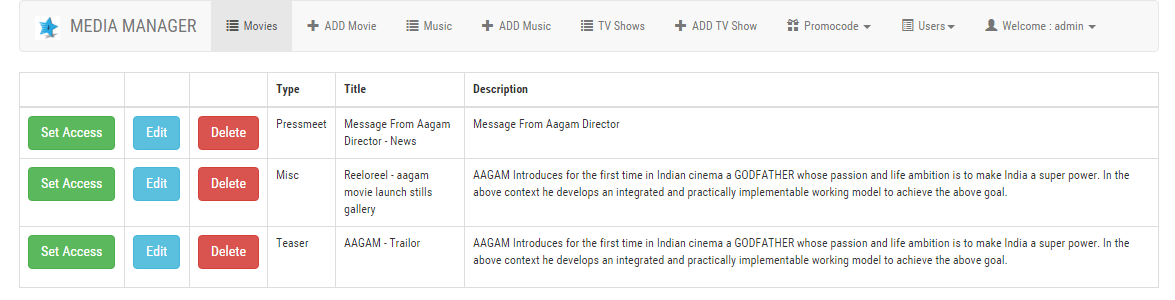 MEDIA MANAGER Movies ADD Movie Music ADD Music TV Shows ADD TV Show Promocode Users Welcome : admin
Type Title Description
Set Access Edit Delete Pressmeet Message From Aagam Message From Aagam Director
Director - News
Set Access Edit Delete Misc Reeloreel - aagam AAGAM Introduces for the first time in Indian cinema a GODFATHER whose passion and life ambition is to make India a super power. In the
movie launch stills above context he develops an integrated and practically implementable working model to achieve the above goal.
gallery
Set Access Edit Delete Teaser AAGAM - Trailor AAGAM Introduces for the first time in Indian cinema a GODFATHER whose passion and life ambition is to make India a super power. In the
above context he develops an integrated and practically implementable working model to achieve the above goal.